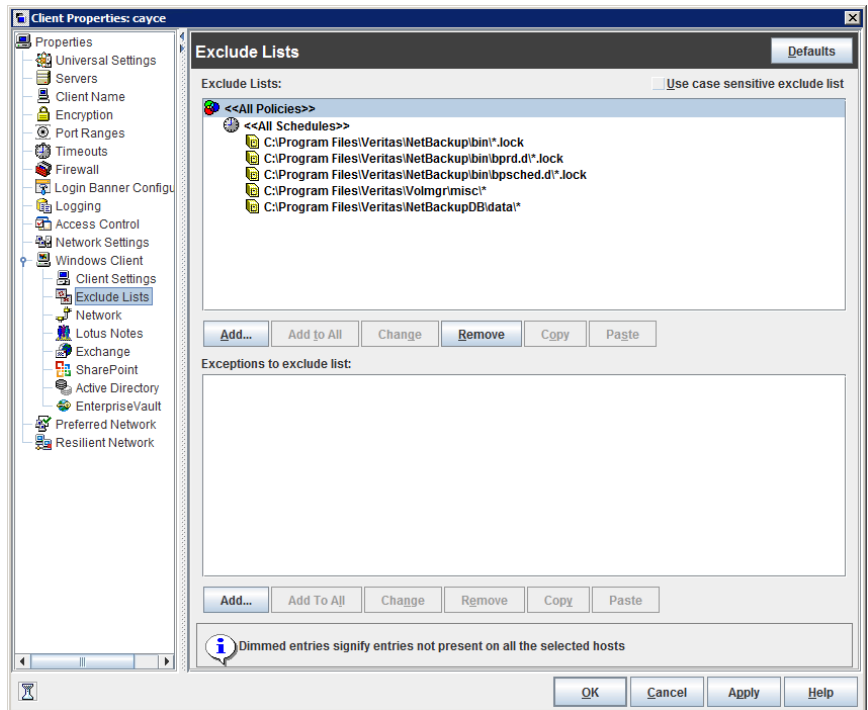 Client Properties: cayce
Properties
Universal Settings
Servers
Client Name
Encryption
Port Ranges
Timeouts
Firewall
Login Banner Configu
Logging
Access Control
Network Settings
Windows Client
Client Settings
Exclude Lists
Network
Lotus Notes
Exchange
SharePoint
Active Directory
EnterpriseVault
Preferred Network
Resilient Network
Exclude Lists
Defaults
Exclude Lists:
Use case sensitive exclude list
<<All Policies>>
<<All Schedules>>
C:\Program Files\Veritas\NetBackup\bin\*.lock
C:\Program Files\Veritas\NetBackup\bin\bprd.d\*.lock
C:\Program Files\Veritas\NetBackup\bin\bpsched.d\*.lock
C:\Program Files\Veritas\Volmgr\misc\*
C:\Program Files\Veritas\NetBackupDB\data\*
Add... Add to All Change Remove Copy Paste
Exceptions to exclude list:
Add... Add To All Change Remove Copy Paste
Dimmed entries signify entries not present on all the selected hosts
OK Cancel Apply Help